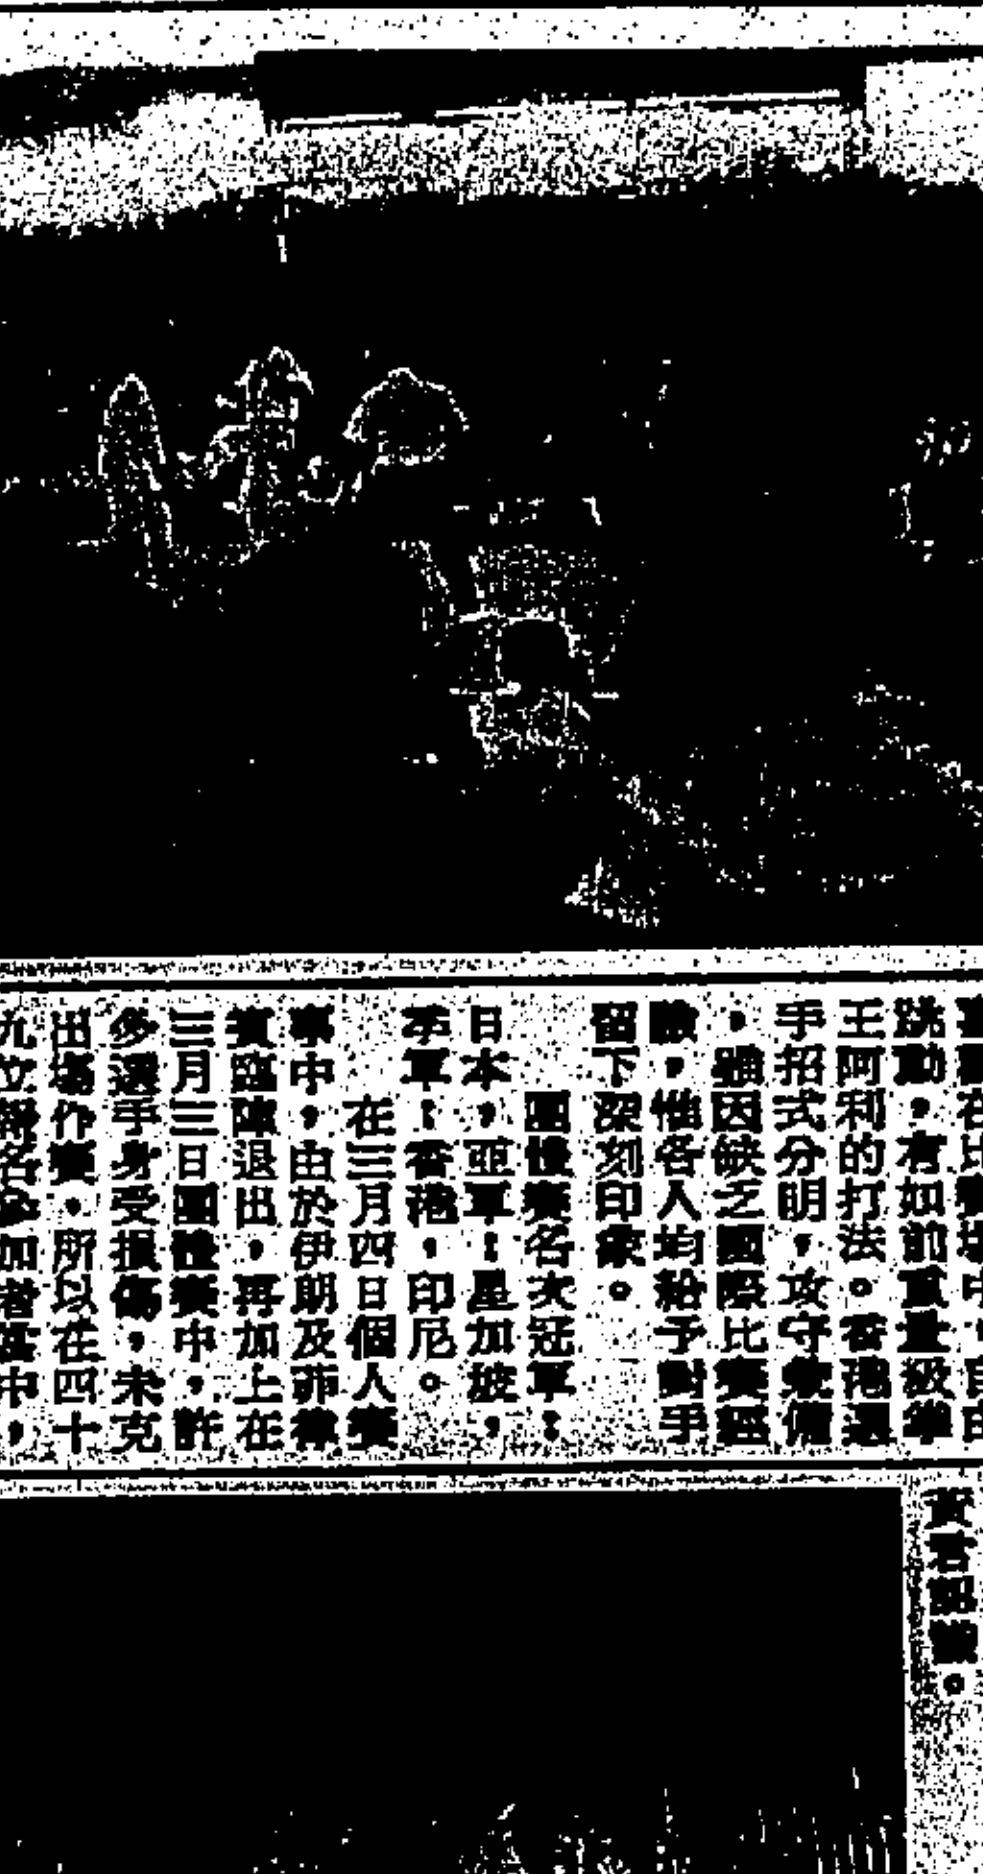 在比賽場中，自由
跳動，有如前重量級拳
王阿利的打法。香港選
手招式分明，攻守兼備
，雖因缺乏國際比賽經
驗，惟各人均給予對手
留下深刻印象。
團體賽名次冠軍：
日本，亞軍：星加坡，
季軍：香港，印尼。
在三月四日個人賽
事中，由於伊朗及菲律
賓臨陣退出，再加上在
三月三日團體賽中，許
多選手身受損傷，未克
出場作賽，所以在四十
九位報名參加者當中，